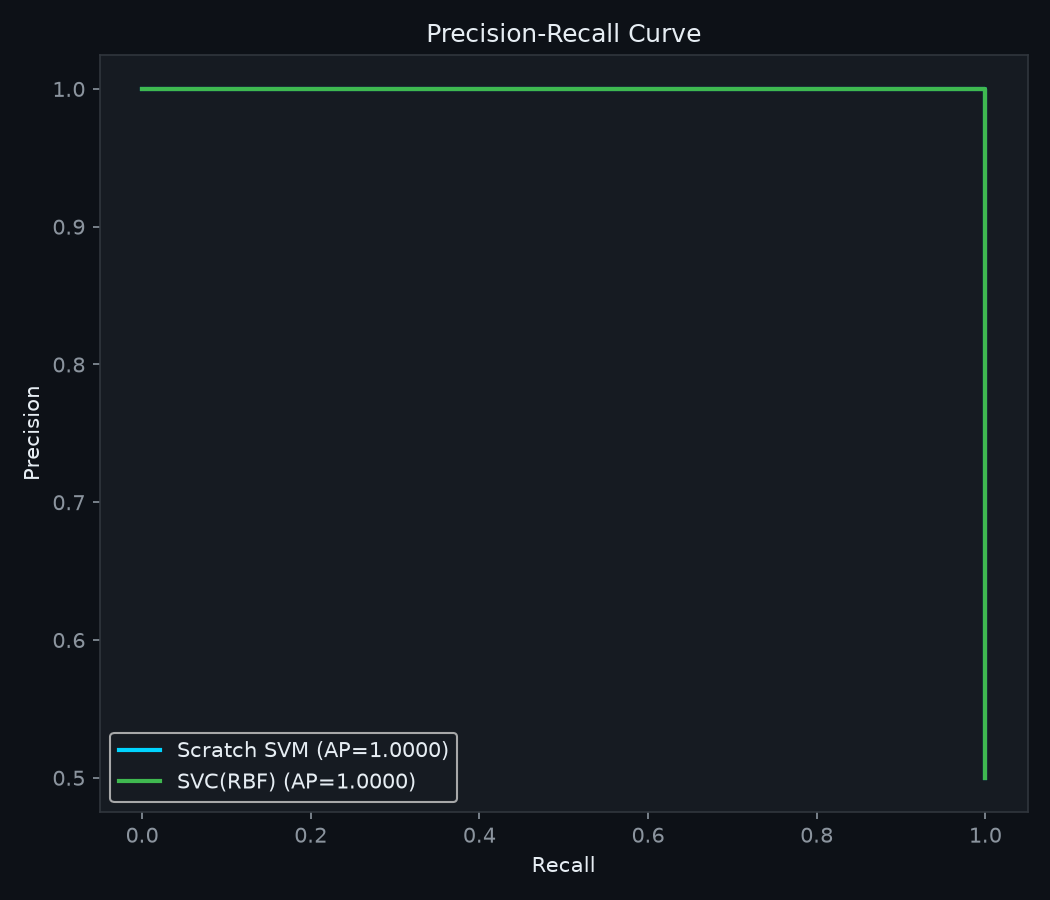 Precision-Recall Curve
1.0
0.9
0.8
0.7
0.6
0.5
Precision
Scratch SVM (AP=1.0000)
SVC(RBF) (AP=1.0000)
0.0 0.2 0.4 0.6 0.8 1.0
Recall